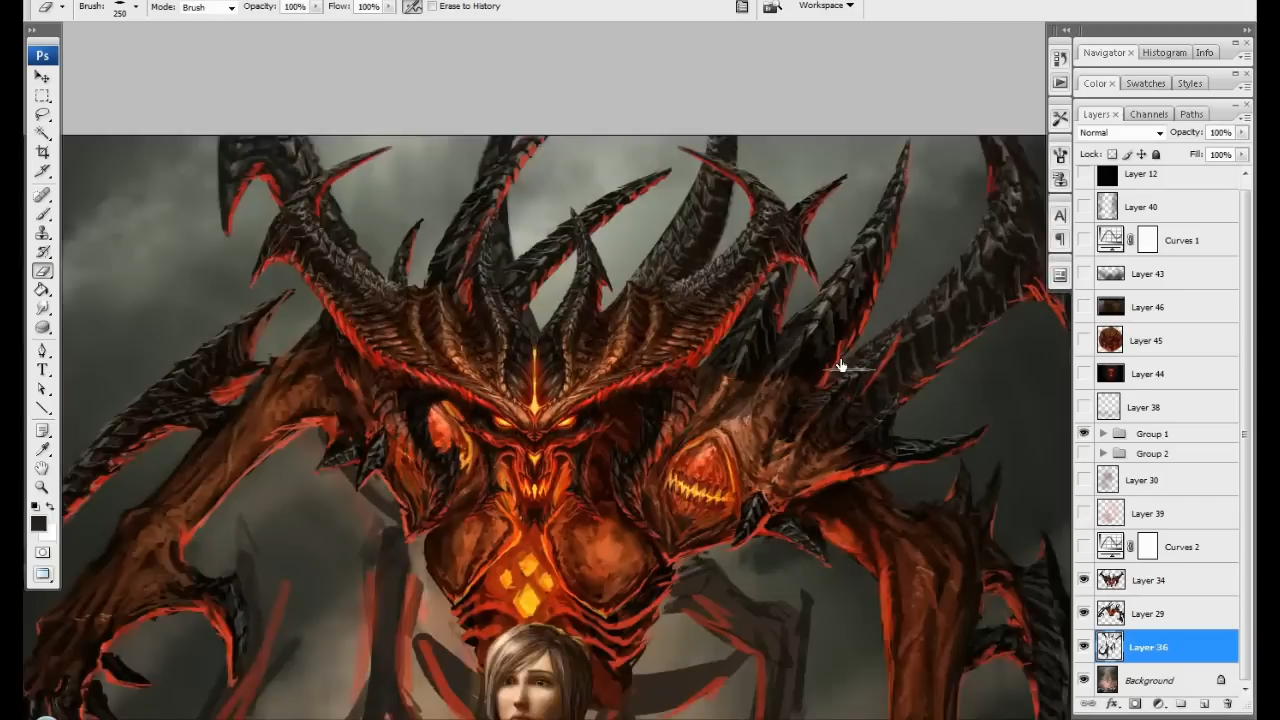 Brush: 250 Mode: Brush Opacity: 100% Flow: 100% Erase to History Workspace
Ps
Navigator Histogram Info
Color Swatches Styles
Layers Channels Paths
Normal Opacity: 100%
Lock: Fill: 100%
Layer 12
Layer 40
Curves 1
Layer 43
Layer 46
Layer 45
Layer 44
Layer 38
Group 1
Group 2
Layer 30
Layer 39
Curves 2
Layer 34
Layer 29
Layer 36
Background